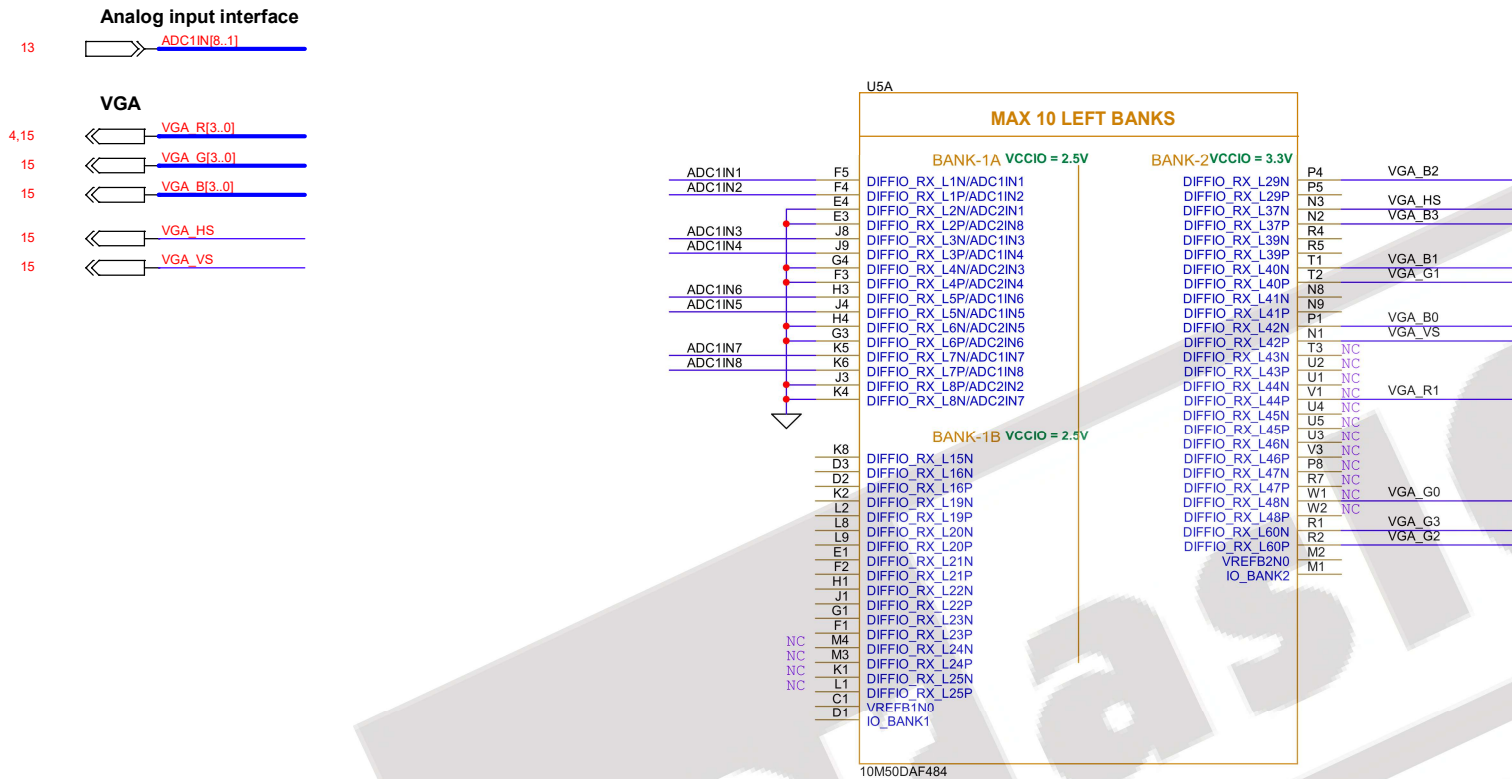 Analog input interface
13 ADC1IN[8..1]
VGA
4,15 VGA_R[3..0]
15 VGA_G[3..0]
15 VGA_B[3..0]
15 VGA_HS
15 VGA_VS
U5A
MAX 10 LEFT BANKS
BANK-1A VCCIO = 2.5V
ADC1IN1 F5 DIFFIO_RX_L1N/ADC1IN1
ADC1IN2 F4 DIFFIO_RX_L1P/ADC1IN2
E4 DIFFIO_RX_L2N/ADC2IN1
E3 DIFFIO_RX_L2P/ADC2IN8
ADC1IN3 J8 DIFFIO_RX_L3N/ADC1IN3
ADC1IN4 J9 DIFFIO_RX_L3P/ADC1IN4
G4 DIFFIO_RX_L4N/ADC2IN3
F3 DIFFIO_RX_L4P/ADC2IN4
ADC1IN6 H3 DIFFIO_RX_L5P/ADC1IN6
ADC1IN5 J4 DIFFIO_RX_L5N/ADC1IN5
H4 DIFFIO_RX_L6N/ADC2IN5
G3 DIFFIO_RX_L6P/ADC2IN6
ADC1IN7 K5 DIFFIO_RX_L7N/ADC1IN7
ADC1IN8 K6 DIFFIO_RX_L7P/ADC1IN8
J3 DIFFIO_RX_L8P/ADC2IN2
K4 DIFFIO_RX_L8N/ADC2IN7
BANK-1B VCCIO = 2.5V
K8 DIFFIO_RX_L15N
D3 DIFFIO_RX_L16N
D2 DIFFIO_RX_L16P
K2 DIFFIO_RX_L19N
L2 DIFFIO_RX_L19P
L8 DIFFIO_RX_L20N
L9 DIFFIO_RX_L20P
E1 DIFFIO_RX_L21N
F2 DIFFIO_RX_L21P
H1 DIFFIO_RX_L22N
J1 DIFFIO_RX_L22P
G1 DIFFIO_RX_L23N
F1 DIFFIO_RX_L23P
NC M4 DIFFIO_RX_L24N
NC M3 DIFFIO_RX_L24P
NC K1 DIFFIO_RX_L25N
NC L1 DIFFIO_RX_L25P
C1 VREFB1N0
D1 IO_BANK1
BANK-2 VCCIO = 3.3V
DIFFIO_RX_L29N P4 VGA_B2
DIFFIO_RX_L29P P5
DIFFIO_RX_L37N N3 VGA_HS
DIFFIO_RX_L37P N2 VGA_B3
DIFFIO_RX_L39N R4
DIFFIO_RX_L39P R5
DIFFIO_RX_L40N T1 VGA_B1
DIFFIO_RX_L40P T2 VGA_G1
DIFFIO_RX_L41N N8
DIFFIO_RX_L41P N9
DIFFIO_RX_L42N P1 VGA_B0
DIFFIO_RX_L42P N1 VGA_VS
DIFFIO_RX_L43N T3 NC
DIFFIO_RX_L43P U2 NC
DIFFIO_RX_L44N U1 NC
DIFFIO_RX_L44P V1 NC VGA_R1
DIFFIO_RX_L45N U4 NC
DIFFIO_RX_L45P U5 NC
DIFFIO_RX_L46N U3 NC
DIFFIO_RX_L46P V3 NC
DIFFIO_RX_L47N P8 NC
DIFFIO_RX_L47P R7 NC
DIFFIO_RX_L48N W1 NC VGA_G0
DIFFIO_RX_L48P W2 NC
DIFFIO_RX_L60N R1 VGA_G3
DIFFIO_RX_L60P R2 VGA_G2
VREFB2N0 M2
IO_BANK2 M1
10M50DAF484